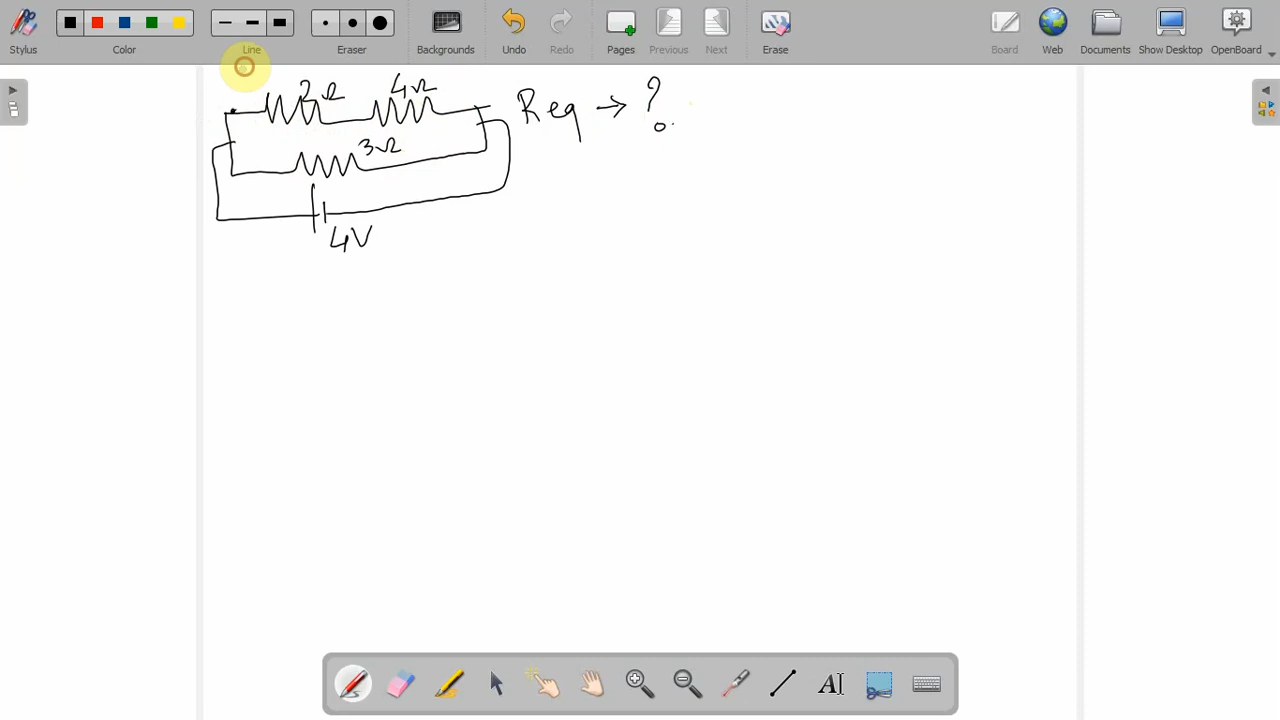 Stylus Color Line Eraser Backgrounds Undo Redo Pages Previous Next Erase Board Web Documents Show Desktop OpenBoard
2Ω 4Ω Req → ?
3Ω
4V
AI